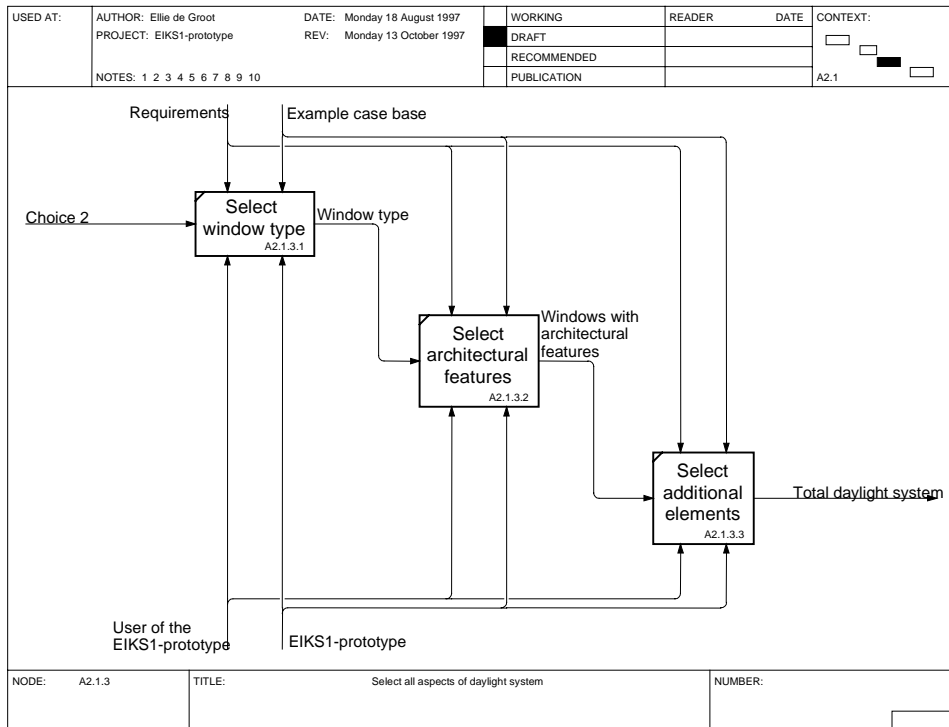 USED AT:
AUTHOR: Ellie de Groot
DATE: Monday 18 August 1997
WORKING
READER
DATE
CONTEXT:
PROJECT: EIKS1-prototype
REV: Monday 13 October 1997
DRAFT
RECOMMENDED
NOTES: 1 2 3 4 5 6 7 8 9 10
PUBLICATION
A2.1
Requirements
Example case base
Choice 2
Select
window type
A2.1.3.1
Window type
Select
architectural
features
A2.1.3.2
Windows with
architectural
features
Select
additional
elements
A2.1.3.3
Total daylight system
User of the
EIKS1-prototype
EIKS1-prototype
NODE: A2.1.3
TITLE: Select all aspects of daylight system
NUMBER: